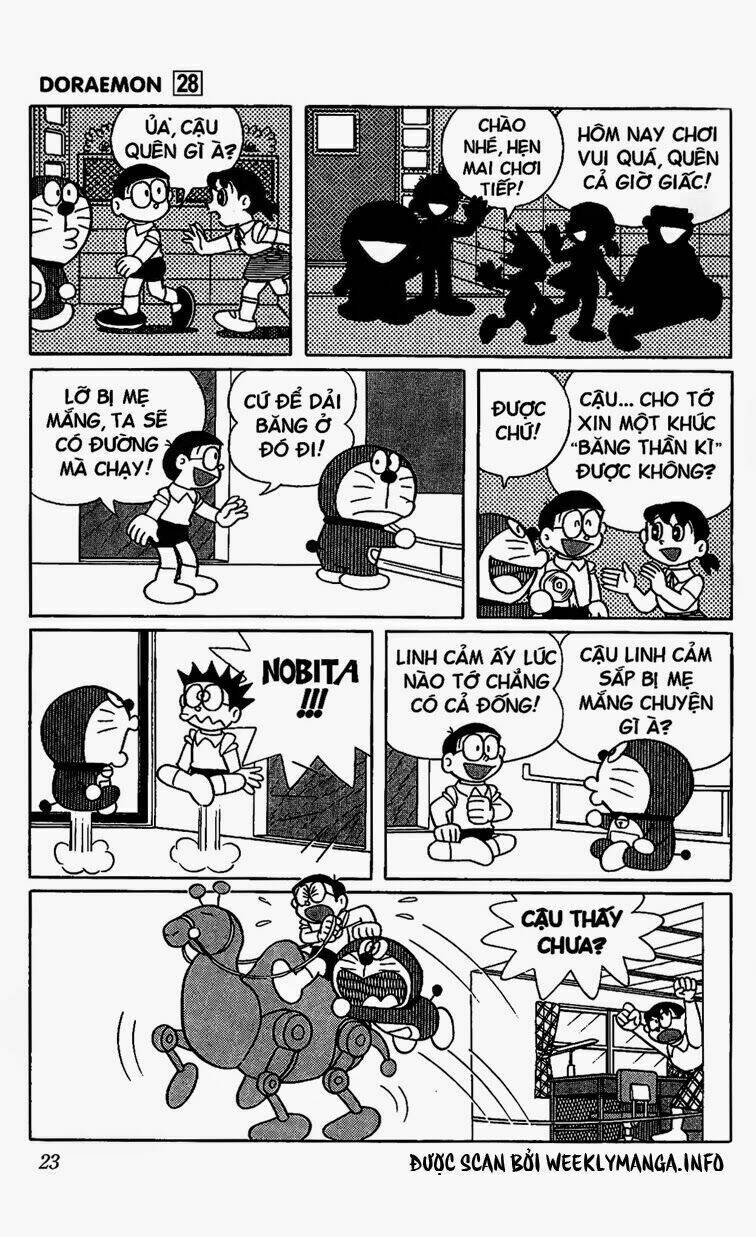 DORAEMON 28
HÔM NAY CHƠI
VUI QUÁ, QUÊN
CẢ GIỜ GIẤC!
CHÀO
NHÉ, HẸN
MAI CHƠI
TIẾP!
ỦA, CẬU
QUÊN GÌ À?
CẬU... CHO TỚ
XIN MỘT KHÚC
"BĂNG THẦN KÌ"
ĐƯỢC KHÔNG?
ĐƯỢC
CHỨ!
CỨ ĐỂ DẢI
BĂNG Ở
ĐÓ ĐI!
LỠ BỊ MẸ
MẮNG, TA SẼ
CÓ ĐƯỜNG
MÀ CHẠY!
CẬU LINH CẢM
SẮP BỊ MẸ
MẮNG CHUYỆN
GÌ À?
LINH CẢM ẤY LÚC
NÀO TỚ CHẲNG
CÓ CẢ ĐỐNG!
NOBITA
!!!
CẬU THẤY
CHƯA?
23
ĐƯỢC SCAN BỞI WEEKLYMANGA.INFO